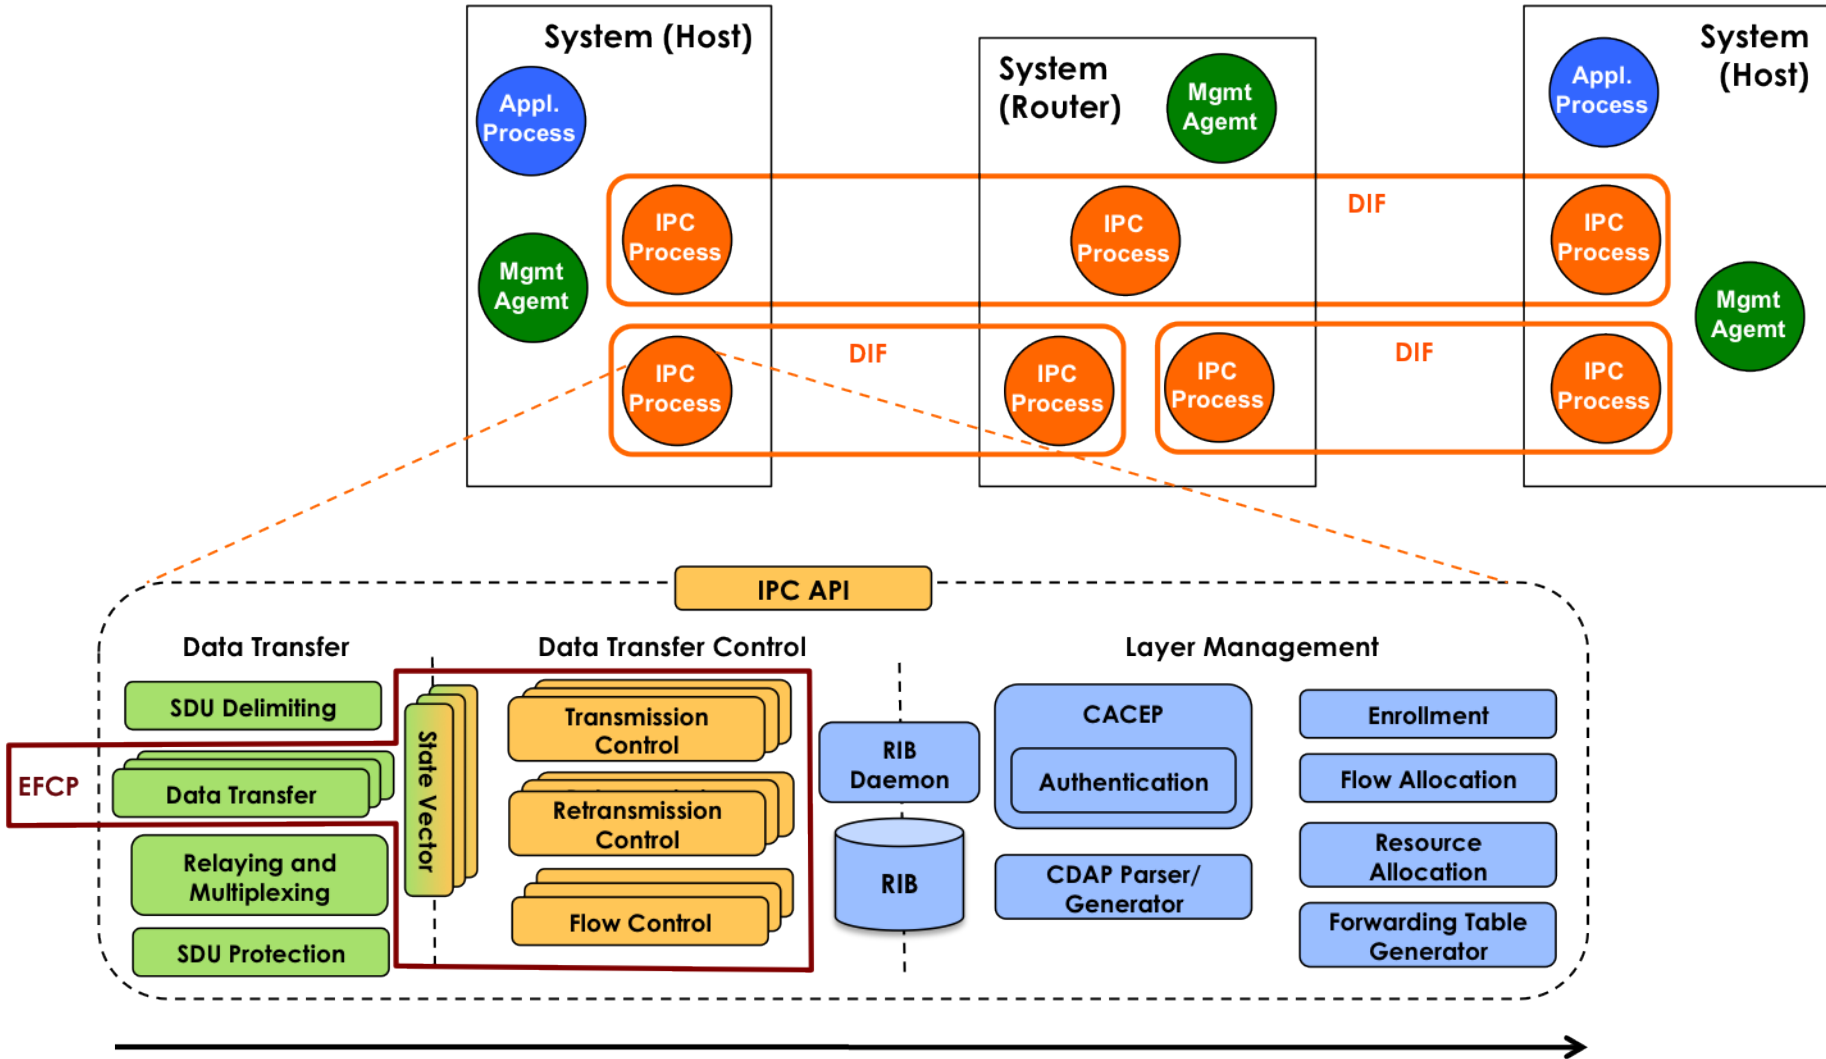 System (Host)
System
(Router)
System
(Host)
Appl.
Process
Mgmt
Agemt
Appl.
Process
IPC
Process
IPC
Process
DIF
IPC
Process
Mgmt
Agemt
Mgmt
Agemt
IPC
Process
DIF
IPC
Process
IPC
Process
DIF
IPC
Process
IPC API
Data Transfer
Data Transfer Control
Layer Management
SDU Delimiting
EFCP
Data Transfer
Relaying and
Multiplexing
SDU Protection
State Vector
Transmission
Control
Retransmission
Control
Flow Control
RIB
Daemon
RIB
CACEP
Authentication
CDAP Parser/
Generator
Enrollment
Flow Allocation
Resource
Allocation
Forwarding Table
Generator